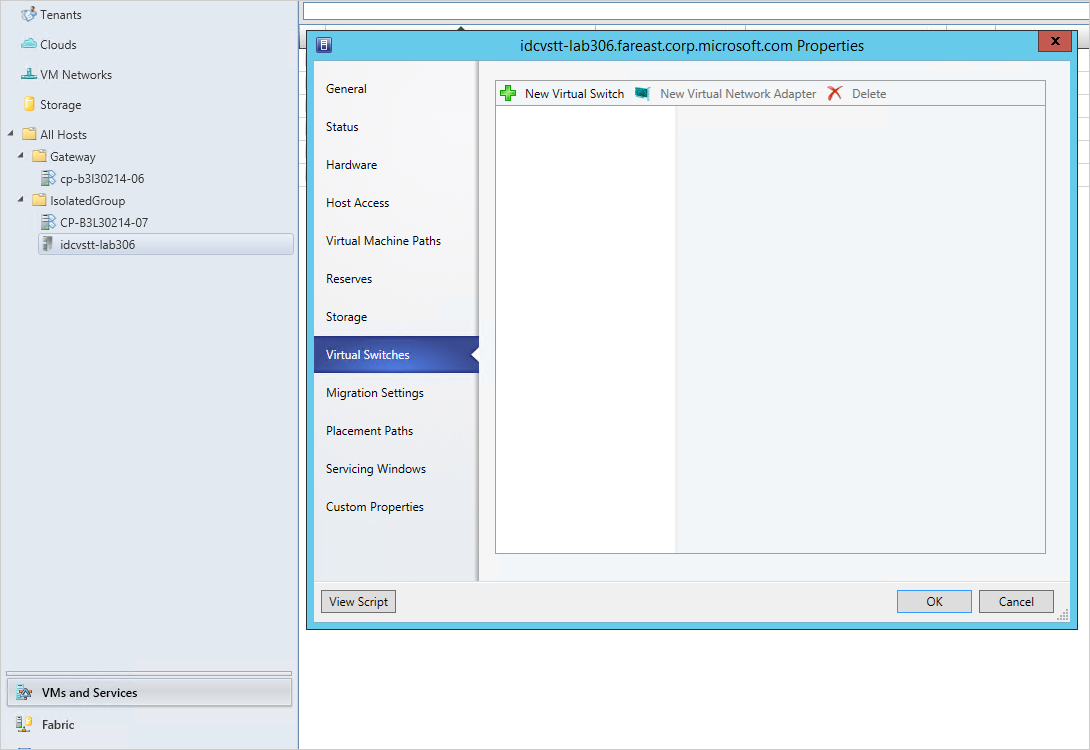 Tenants
Clouds
VM Networks
Storage
All Hosts
Gateway
cp-b3l30214-06
IsolatedGroup
CP-B3L30214-07
idcvstt-lab306
VMs and Services
Fabric
idcvstt-lab306.fareast.corp.microsoft.com Properties
x
General
Status
Hardware
Host Access
Virtual Machine Paths
Reserves
Storage
Virtual Switches
Migration Settings
Placement Paths
Servicing Windows
Custom Properties
New Virtual Switch New Virtual Network Adapter Delete
View Script OK Cancel